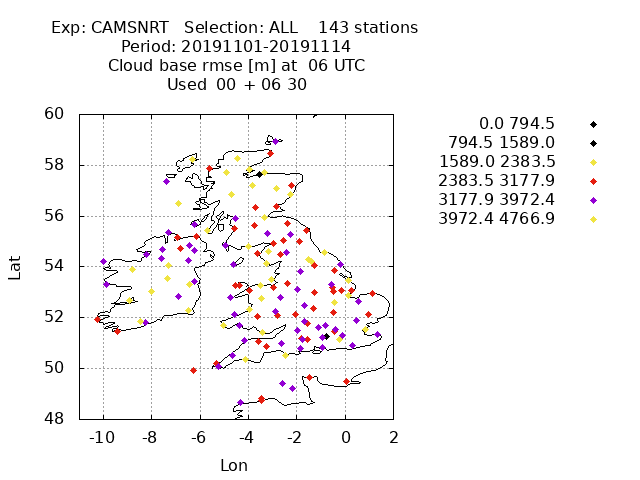 Exp: CAMSNRT Selection: ALL 143 stations
Period: 20191101-20191114
Cloud base rmse [m] at 06 UTC
Used 00 + 06 30
60
58
56
54
52
50
48
Lat
-10 -8 -6 -4 -2 0 2
Lon
0.0 794.5
794.5 1589.0
1589.0 2383.5
2383.5 3177.9
3177.9 3972.4
3972.4 4766.9